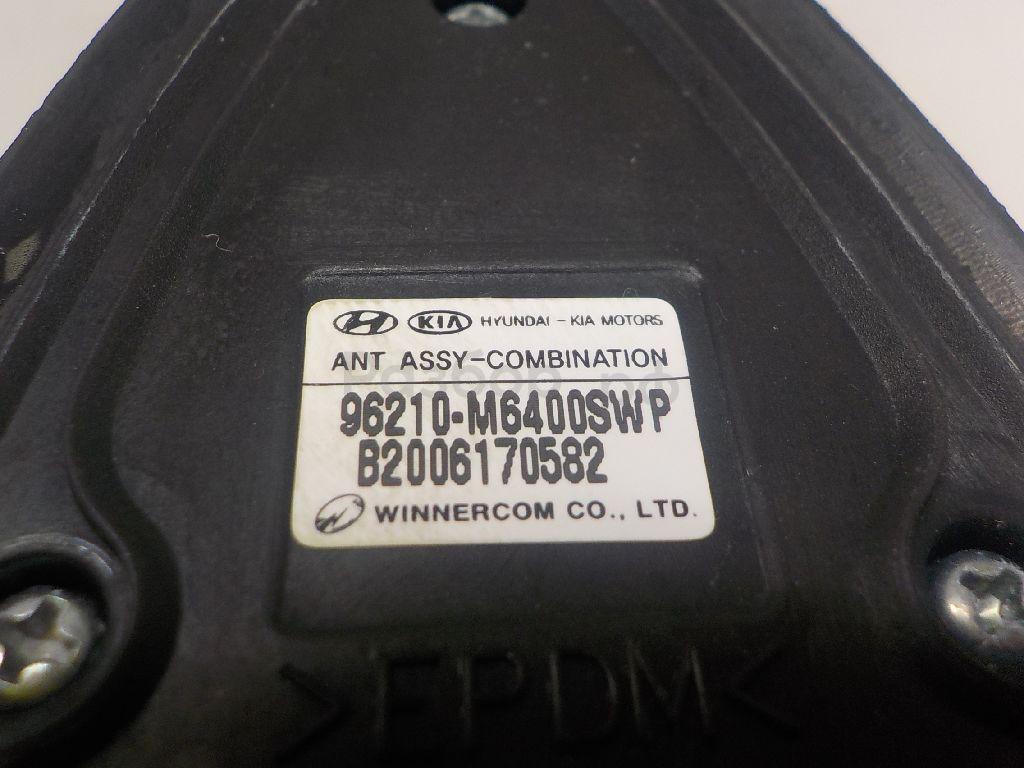 KIA HYUNDAI - KIA MOTORS
ANT ASSY-COMBINATION
96210-M6400SWP
B2006170582
WINNERCOM CO., LTD.
>EPDM<